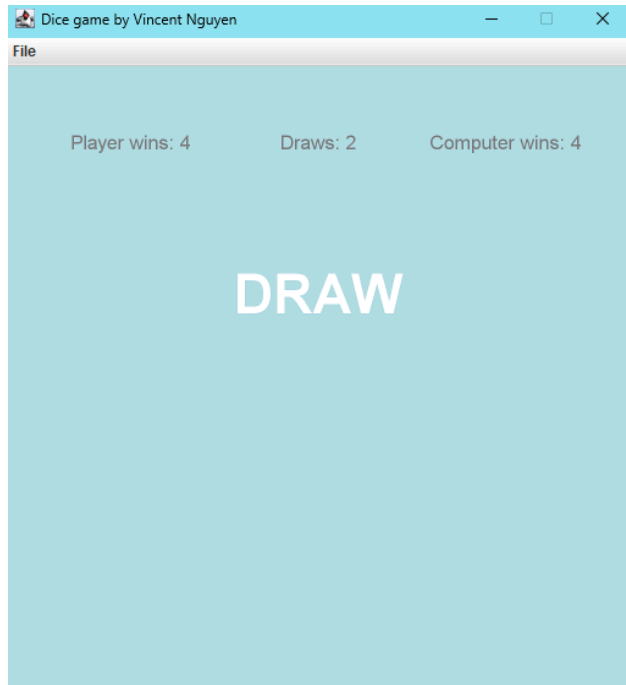 Dice game by Vincent Nguyen
File
Player wins: 4 Draws: 2 Computer wins: 4
DRAW